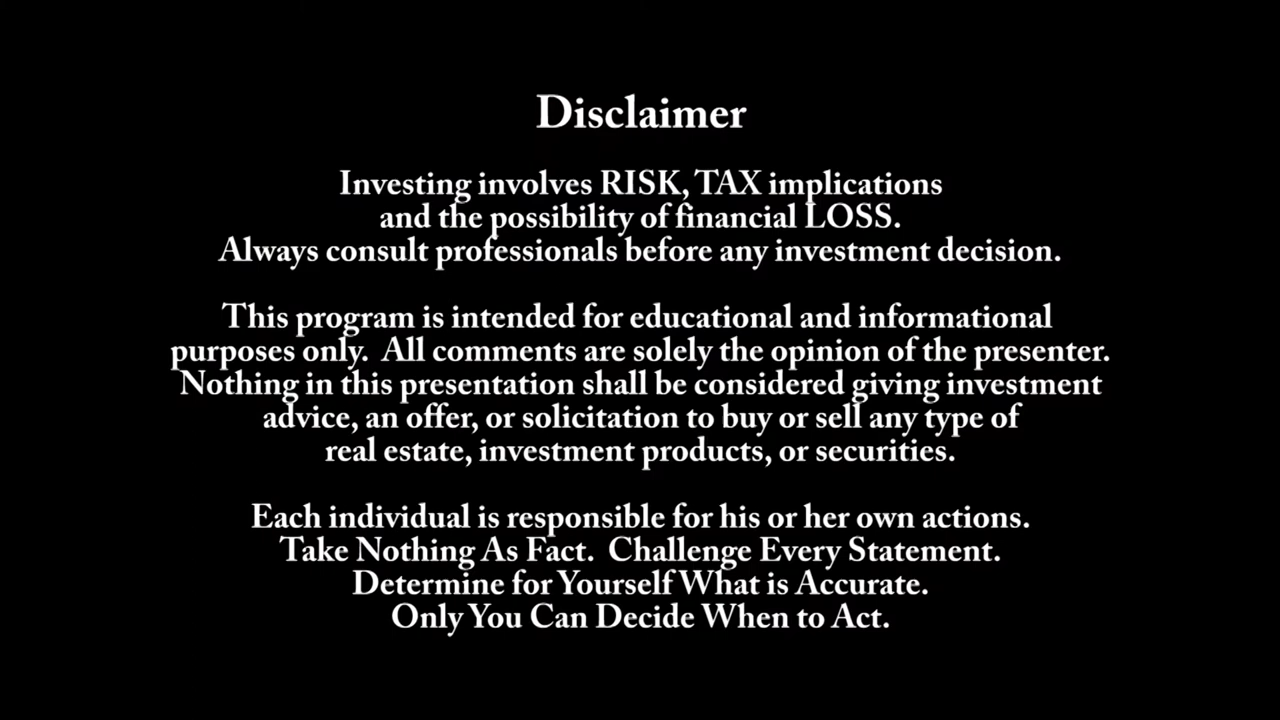 Disclaimer
Investing involves RISK, TAX implications
and the possibility of financial LOSS.
Always consult professionals before any investment decision.
This program is intended for educational and informational
purposes only.  All comments are solely the opinion of the presenter.
Nothing in this presentation shall be considered giving investment
advice, an offer, or solicitation to buy or sell any type of
real estate, investment products, or securities.
Each individual is responsible for his or her own actions.
Take Nothing As Fact.  Challenge Every Statement.
Determine for Yourself What is Accurate.
Only You Can Decide When to Act.